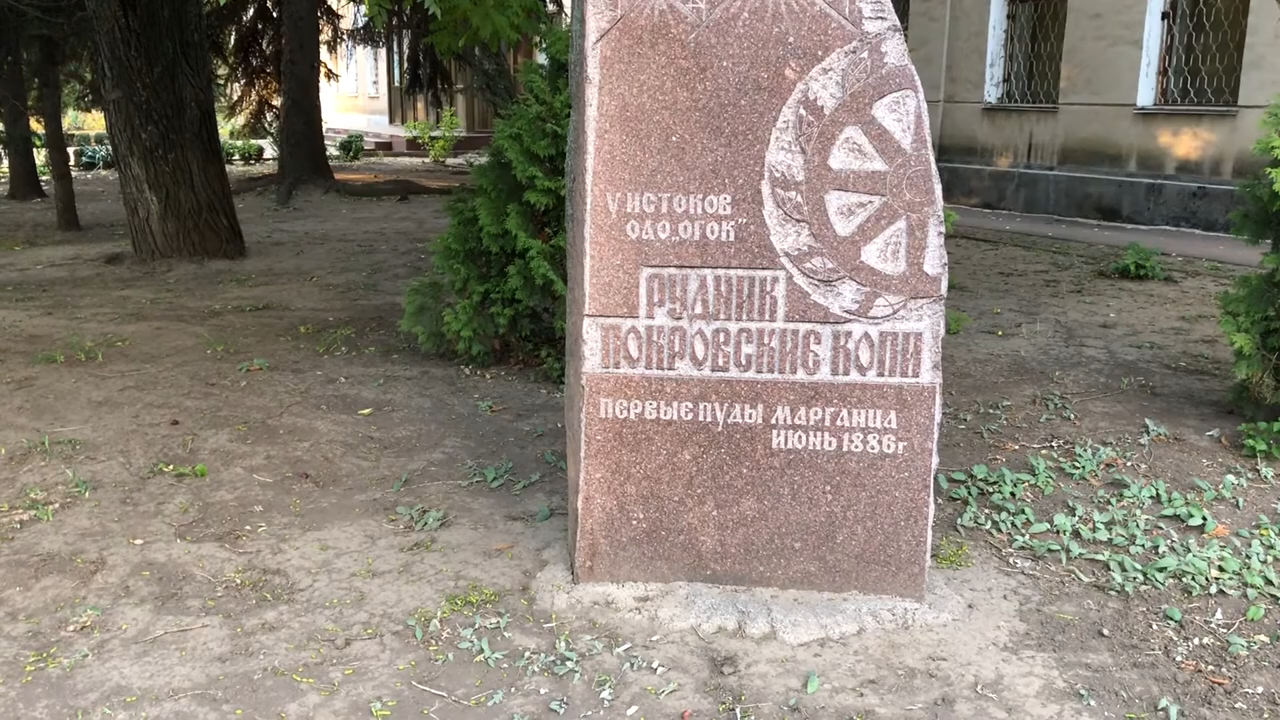 У ИСТОКОВ
ОАО „ОГОК”
РУДНИК
ПОКРОВСКИЕ КОПИ
ПЕРВЫЕ ПУДЫ МАРГАНЦА
ИЮНЬ 1886г